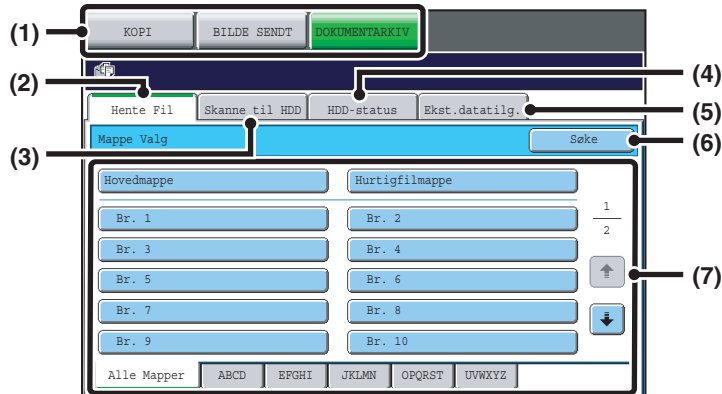 (1) KOPI BILDE SENDT DOKUMENTARKIV
(2) (4)
Hente Fil Skanne til HDD HDD-status Ekst.datatilg. (5)
Mappe Valg Søke (6)
(3)
Hovedmappe Hurtigfilmappe
Br. 1 Br. 2 1
2
Br. 3 Br. 4
Br. 5 Br. 6 (7)
Br. 7 Br. 8
Br. 9 Br. 10
Alle Mapper ABCD EFGHI JKLMN OPQRST UVWXYZ